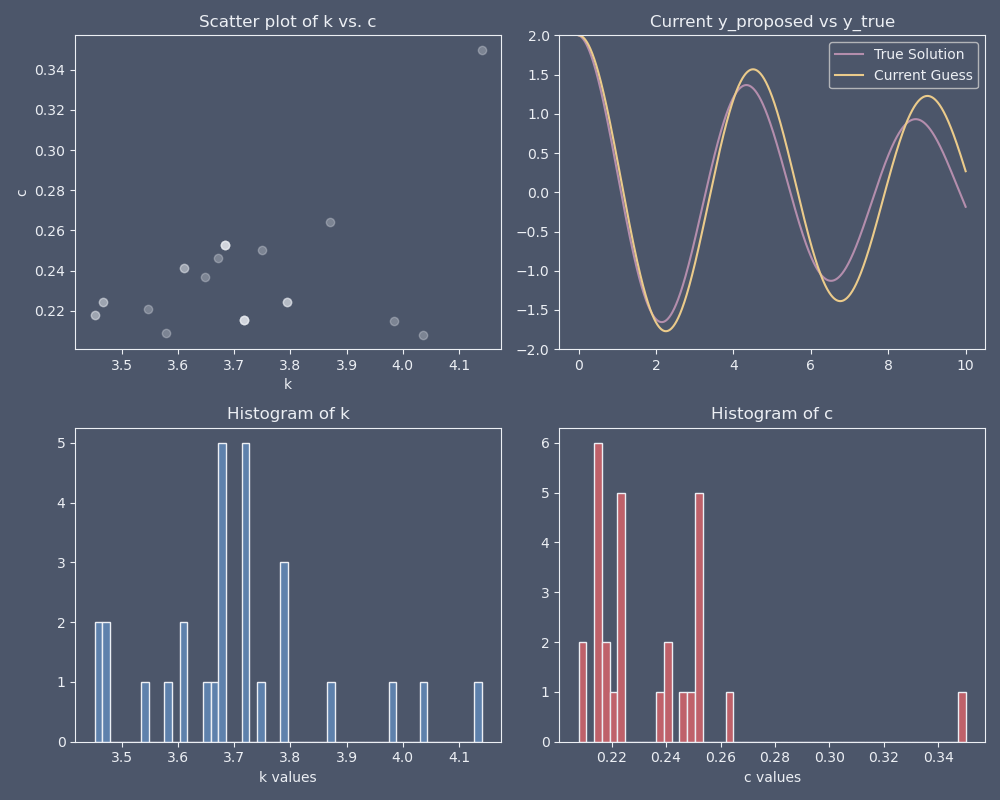 Scatter plot of k vs. c
0.34
0.32
0.30
0.28
0.26
0.24
0.22
c
3.5 3.6 3.7 3.8 3.9 4.0 4.1
k
Current y_proposed vs y_true
True Solution
Current Guess
2.0
1.5
1.0
0.5
0.0
−0.5
−1.0
−1.5
−2.0
0 2 4 6 8 10
Histogram of k
5
4
3
2
1
0
3.5 3.6 3.7 3.8 3.9 4.0 4.1
k values
Histogram of c
6
5
4
3
2
1
0
0.22 0.24 0.26 0.28 0.30 0.32 0.34
c values